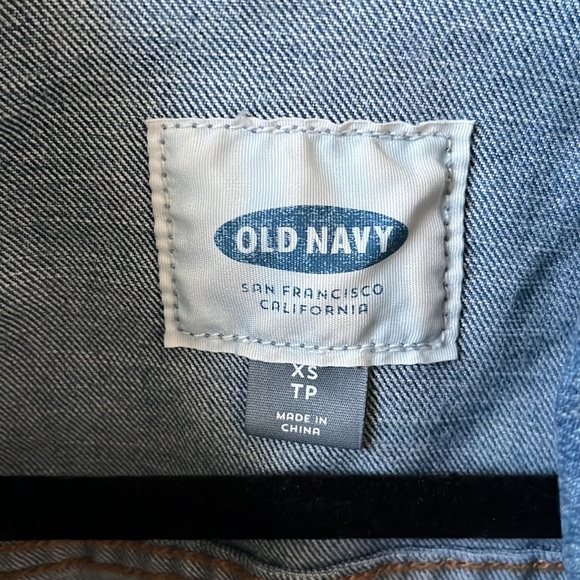 OLD NAVY
SAN FRANCISCO
CALIFORNIA
XS
TP
MADE IN
CHINA